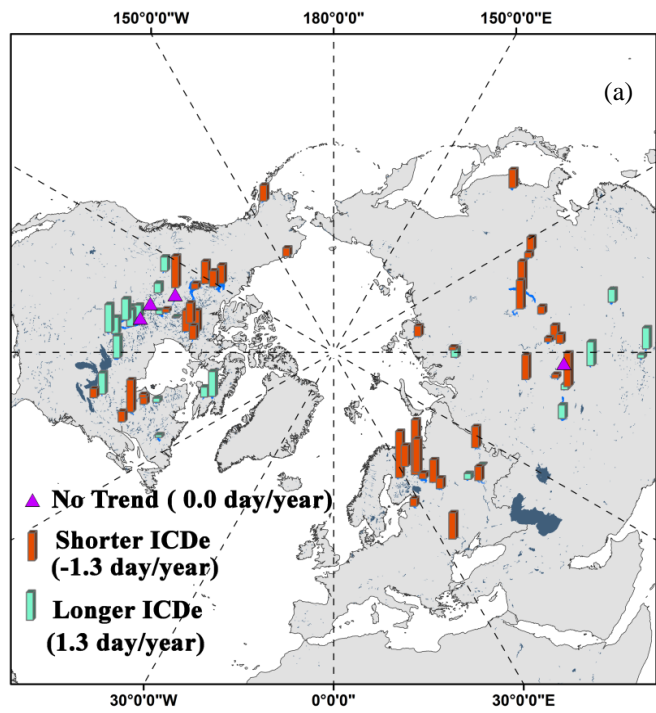 150°0'0"W 180°0'0" 150°0'0"E
(a)
No Trend ( 0.0 day/year)
Shorter ICDe
(-1.3 day/year)
Longer ICDe
(1.3 day/year)
30°0'0"W 0°0'0" 30°0'0"E